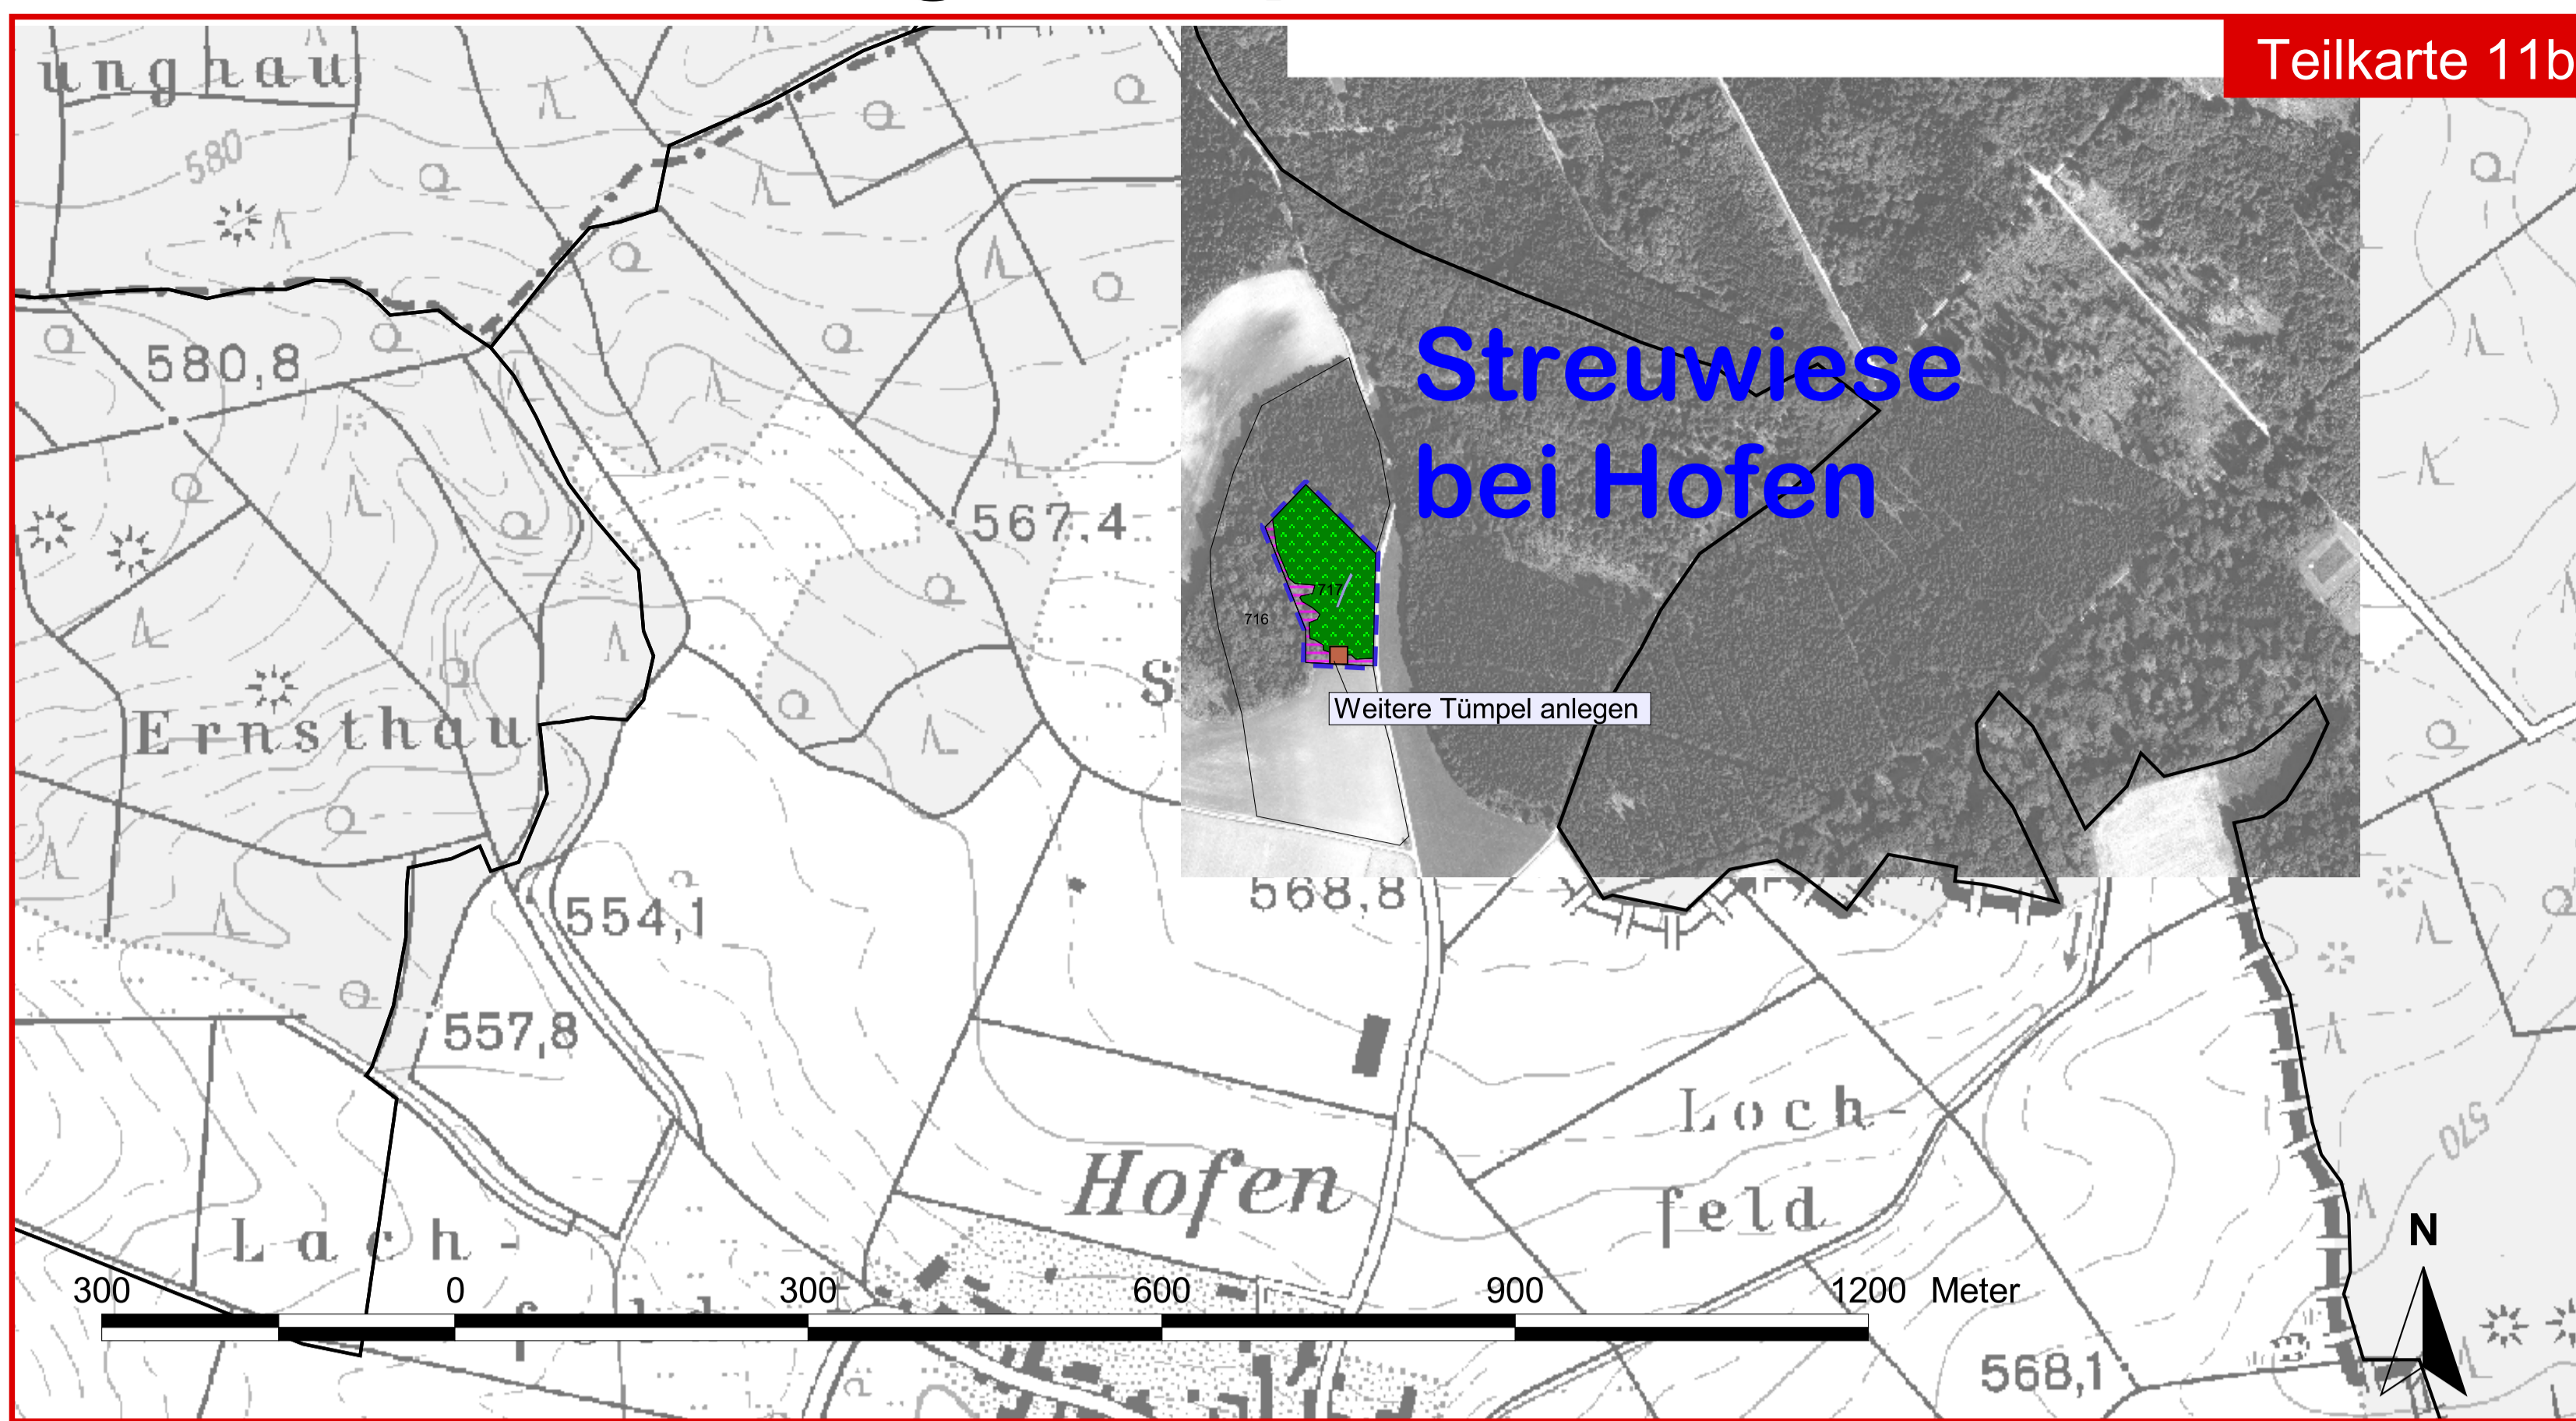 Teilkarte 11b
unghau
580
580,8
Streuwiese
bei Hofen
567,4
717
716
S
Weitere Tümpel anlegen
Ernsthau
554,1
568,8
557,8
Loch-
feld
570
Hofen
Lach-
feld
N
300 0 300 600 900 1200 Meter
568,1